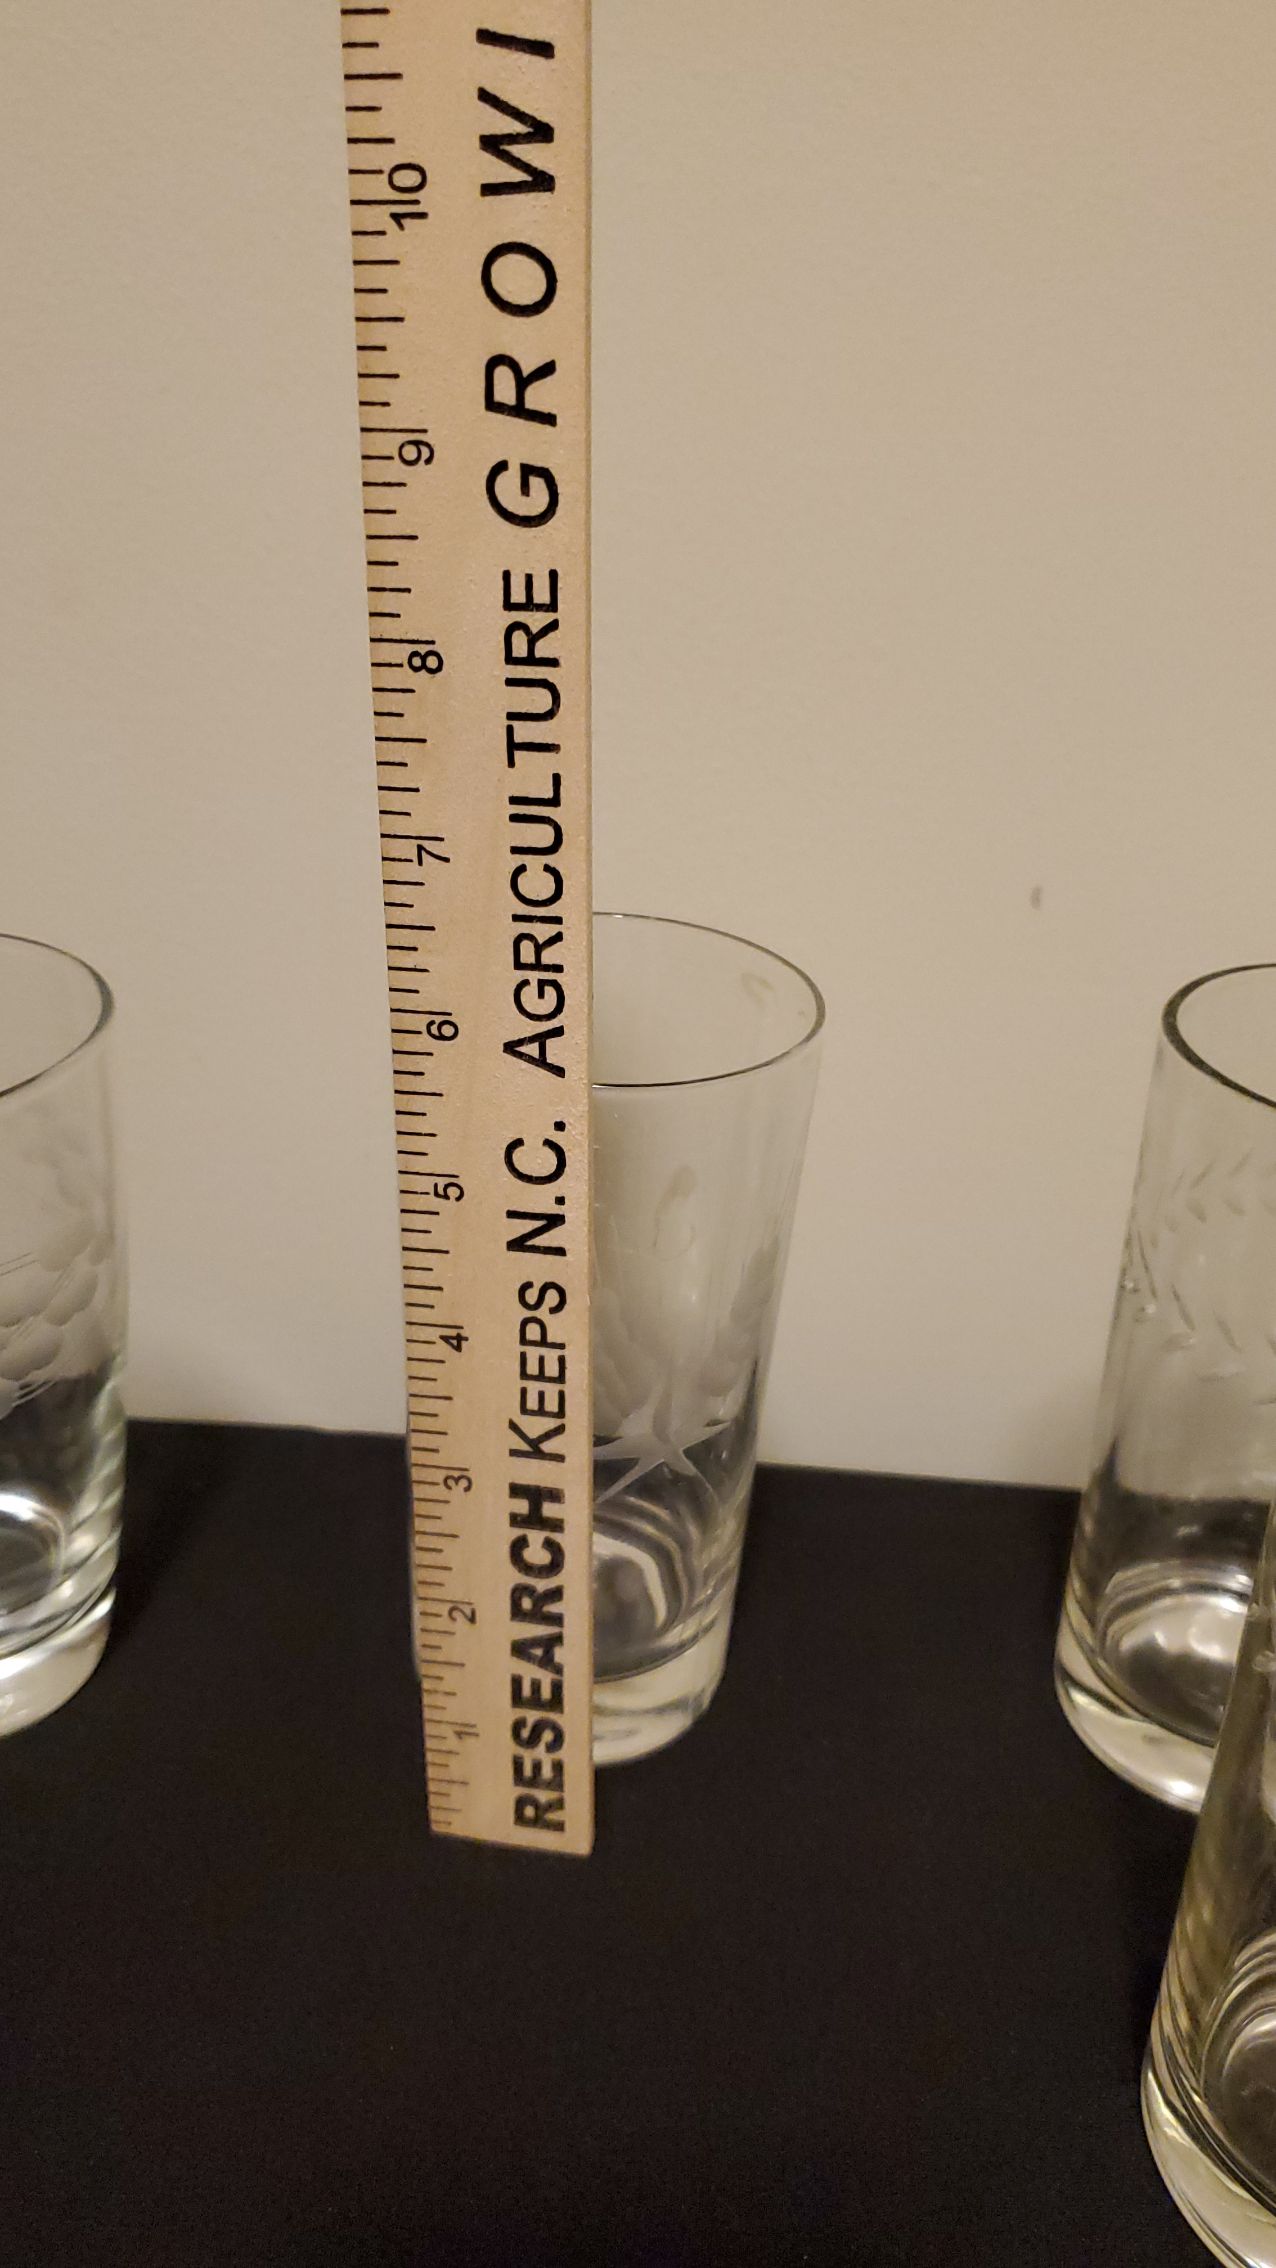 RESEARCH KEEPS N.C. AGRICULTURE GROWI
1 2 3 4 5 6 7 8 9 10